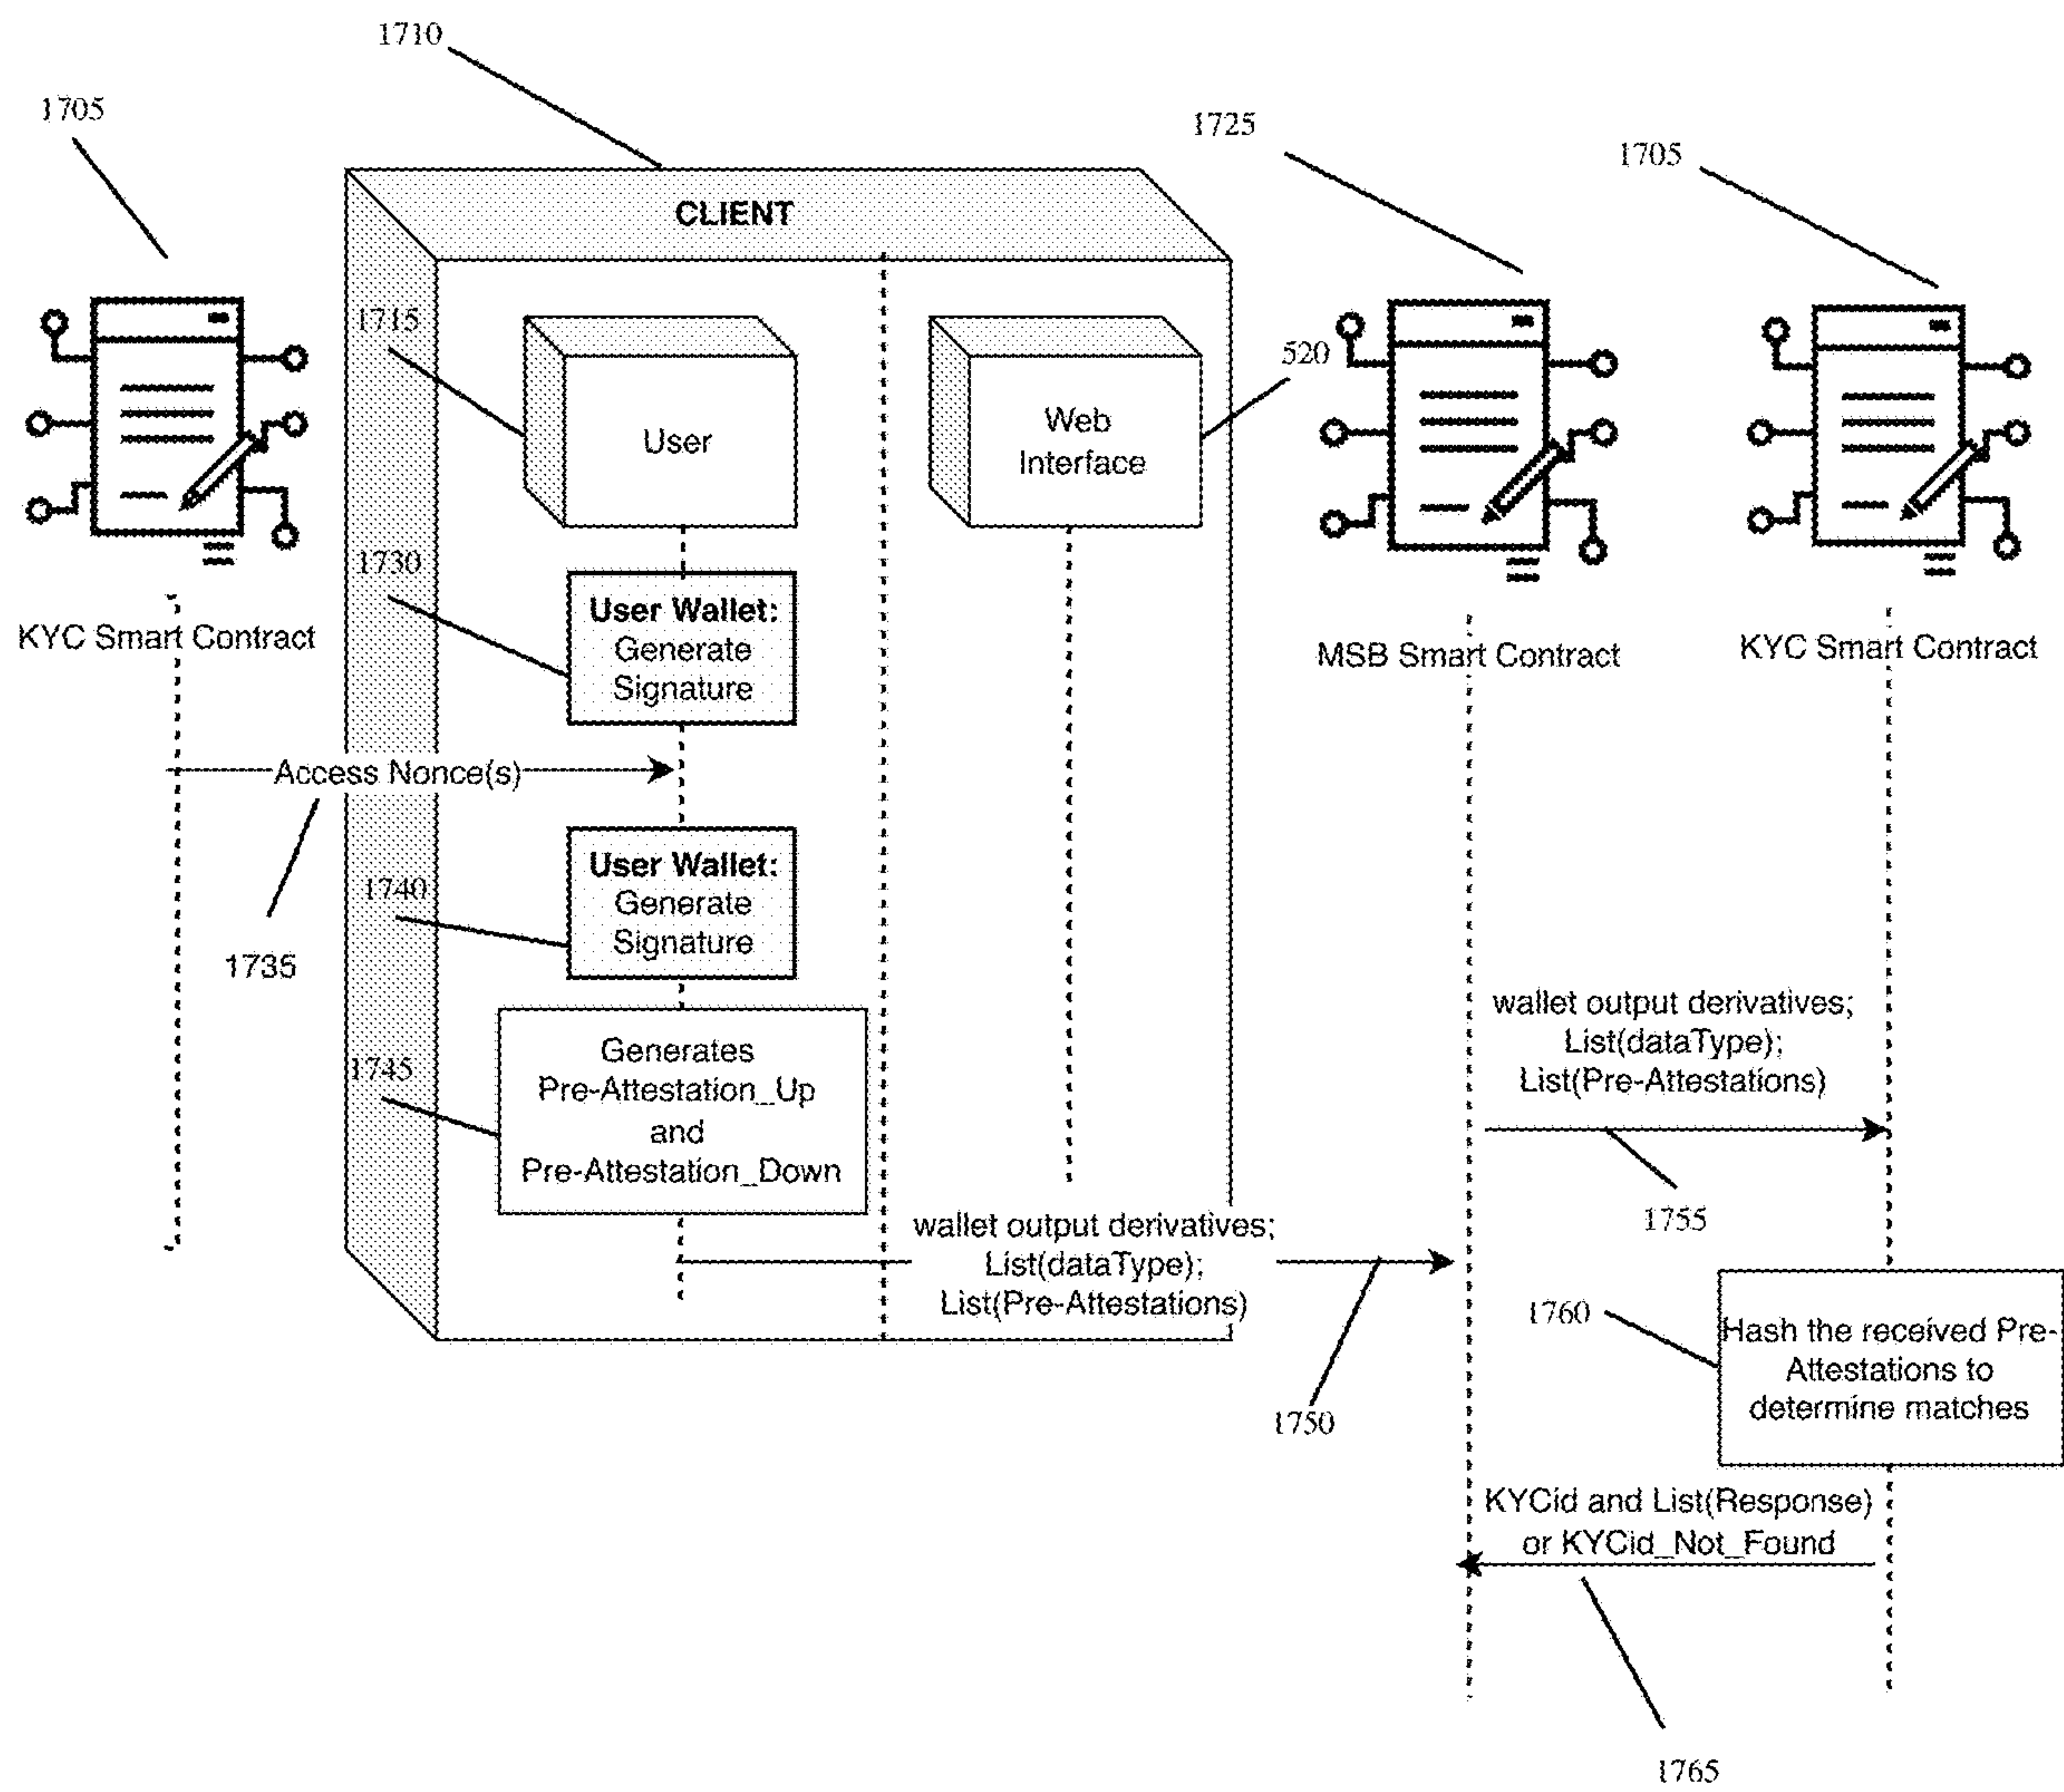 1710
1705
1725
1705
CLIENT
1715
520
User
Web
Interface
1730
User Wallet:
Generate
Signature
KYC Smart Contract
MSB Smart Contract
KYC Smart Contract
Access Nonce(s)
User Wallet:
Generate
Signature
1740
1735
wallet output derivatives;
List(dataType);
List(Pre-Attestations)
1745
Generates
Pre-Attestation_Up
and
Pre-Attestation_Down
1755
wallet output derivatives;
List(dataType);
List(Pre-Attestations)
1760
Hash the received Pre-
Attestations to
determine matches
1750
KYCid and List(Response)
or KYCid_Not_Found
1765